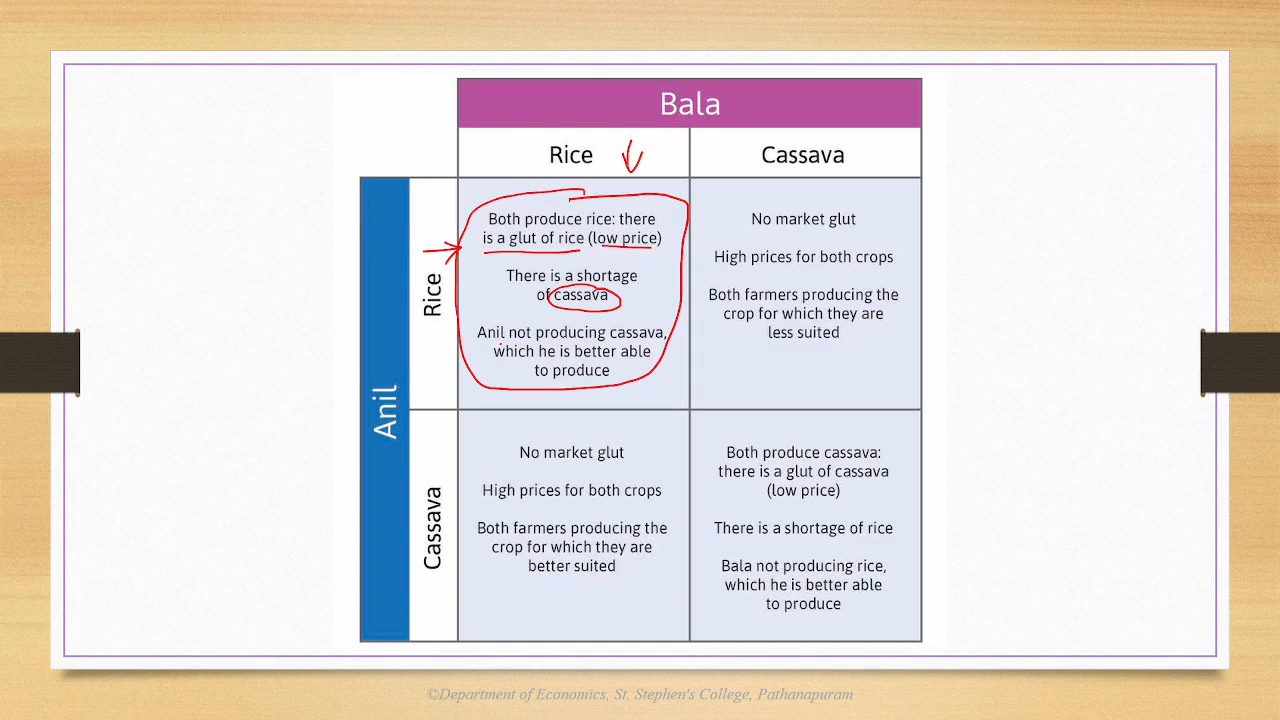 Bala
Rice
Cassava
Anil
Rice
Both produce rice: there
is a glut of rice (low price)
There is a shortage
of cassava
Anil not producing cassava,
which he is better able
to produce
No market glut
High prices for both crops
Both farmers producing the
crop for which they are
less suited
Cassava
No market glut
High prices for both crops
Both farmers producing the
crop for which they are
better suited
Both produce cassava:
there is a glut of cassava
(low price)
There is a shortage of rice
Bala not producing rice,
which he is better able
to produce
©Department of Economics, St. Stephen's College, Pathanapuram